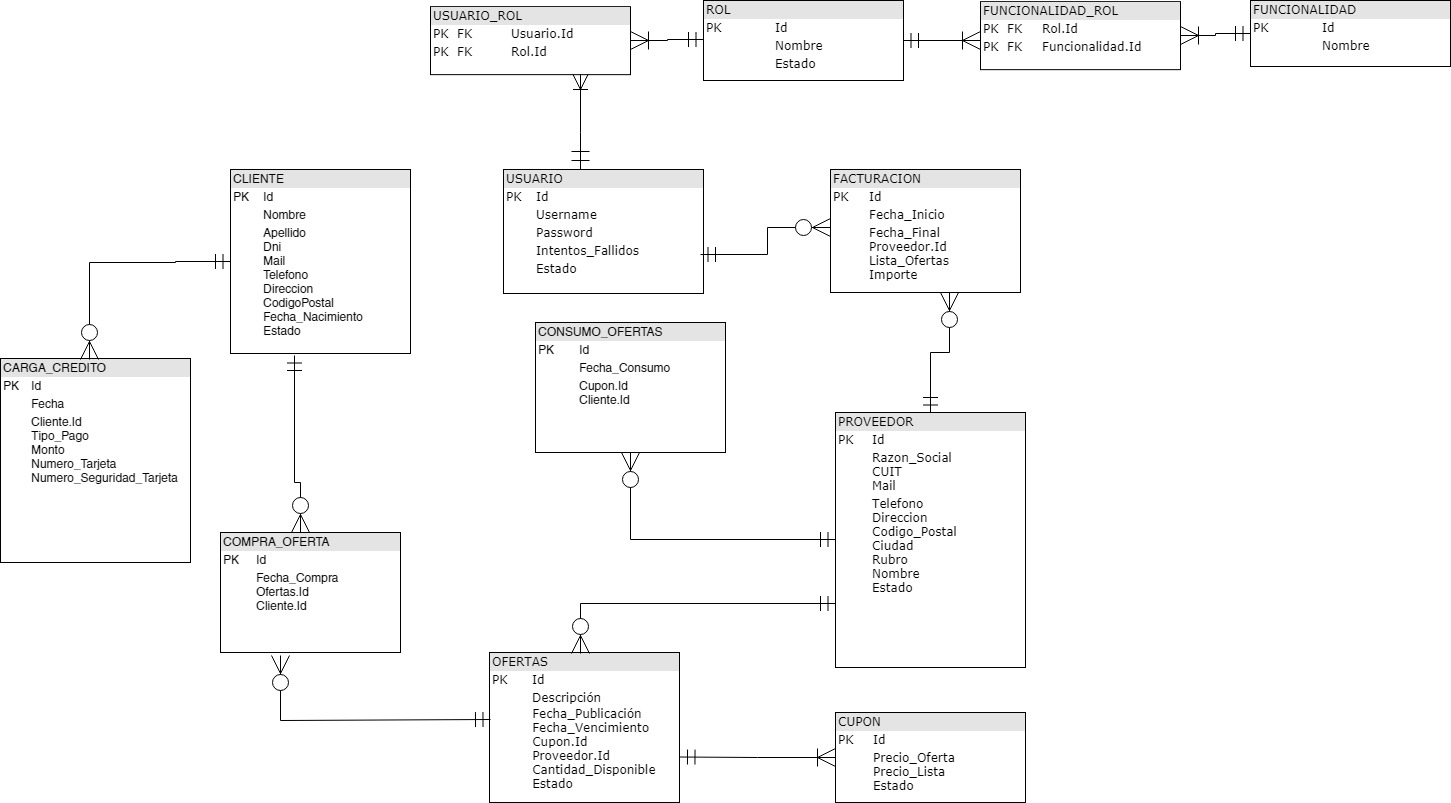 USUARIO_ROL
PK FK Usuario.Id
PK FK Rol.Id
ROL
PK Id
Nombre
Estado
FUNCIONALIDAD_ROL
PK FK Rol.Id
PK FK Funcionalidad.Id
FUNCIONALIDAD
PK Id
Nombre
CLIENTE
PK Id
Nombre
Apellido
Dni
Mail
Telefono
Direccion
CodigoPostal
Fecha_Nacimiento
Estado
USUARIO
PK Id
Username
Password
Intentos_Fallidos
Estado
FACTURACION
PK Id
Fecha_Inicio
Fecha_Final
Proveedor.Id
Lista_Ofertas
Importe
CARGA_CREDITO
PK Id
Fecha
Cliente.Id
Tipo_Pago
Monto
Numero_Tarjeta
Numero_Seguridad_Tarjeta
CONSUMO_OFERTAS
PK Id
Fecha_Consumo
Cupon.Id
Cliente.Id
PROVEEDOR
PK Id
Razon_Social
CUIT
Mail
Telefono
Direccion
Codigo_Postal
Ciudad
Rubro
Nombre
Estado
COMPRA_OFERTA
PK Id
Fecha_Compra
Ofertas.Id
Cliente.Id
OFERTAS
PK Id
Descripción
Fecha_Publicación
Fecha_Vencimiento
Cupon.Id
Proveedor.Id
Cantidad_Disponible
Estado
CUPON
PK Id
Precio_Oferta
Precio_Lista
Estado